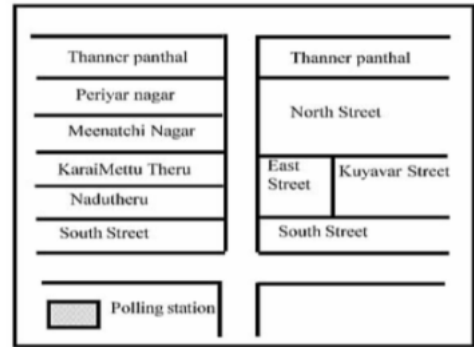 Thanner panthal
Periyar nagar
Meenatchi Nagar
KaraiMettu Theru
Nadutheru
South Street
Thanner panthal
North Street
East
Street
Kuyavar Street
South Street
Polling station